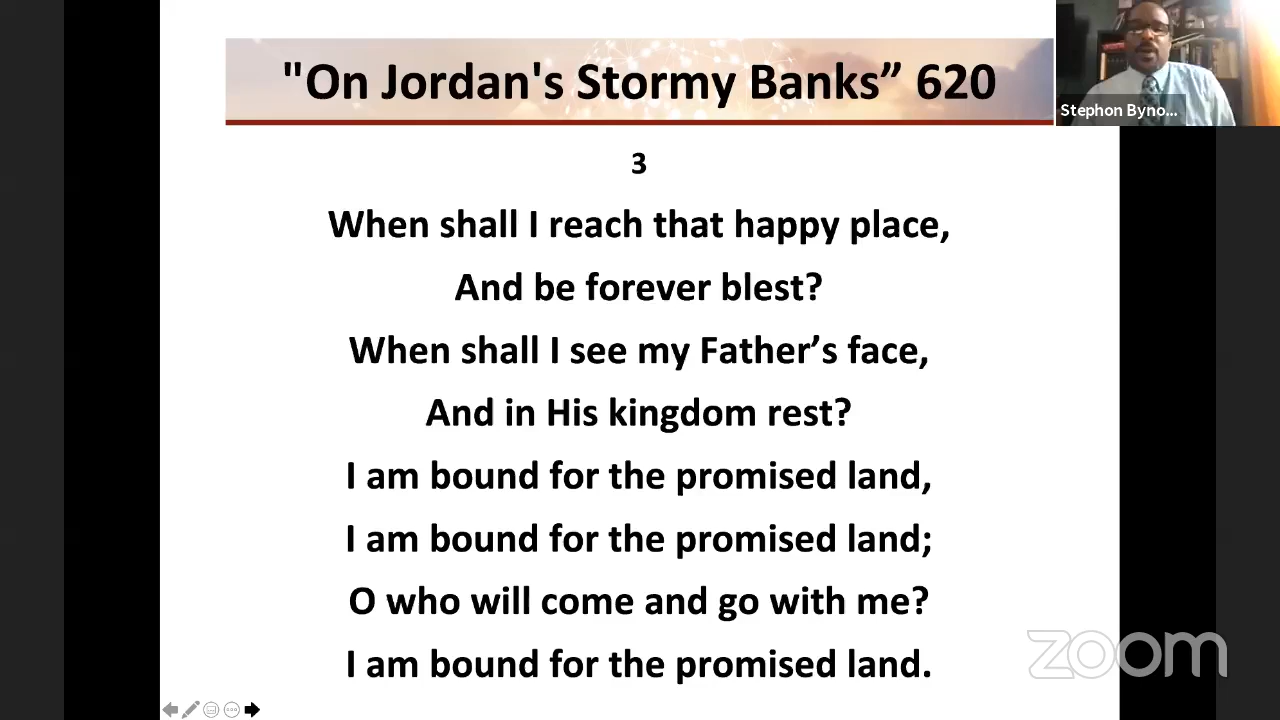 "On Jordan's Stormy Banks” 620
Stephon Byno...
3
When shall I reach that happy place,
And be forever blest?
When shall I see my Father’s face,
And in His kingdom rest?
I am bound for the promised land,
I am bound for the promised land;
O who will come and go with me?
I am bound for the promised land.
zoom